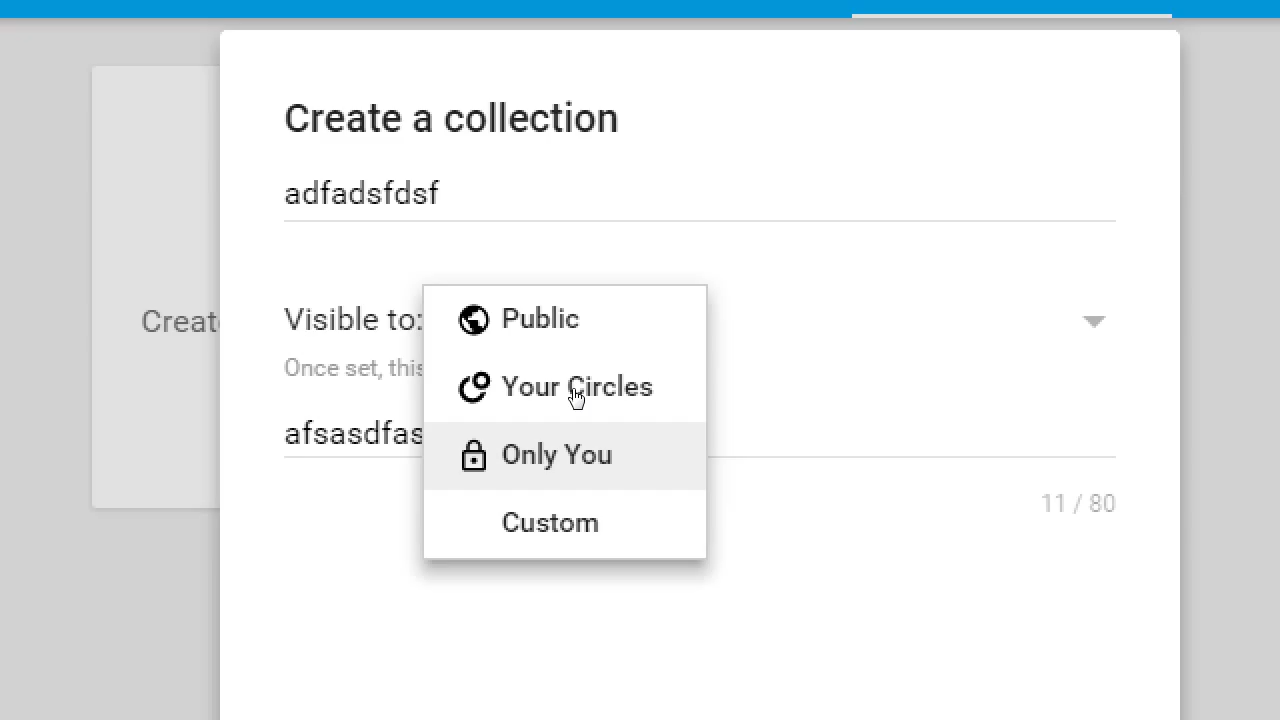 Create a collection
adfadsfdsf
Public
Creat
Visible to:
Once set, this
Your Circles
afsasdfas
Only You
11 / 80
Custom